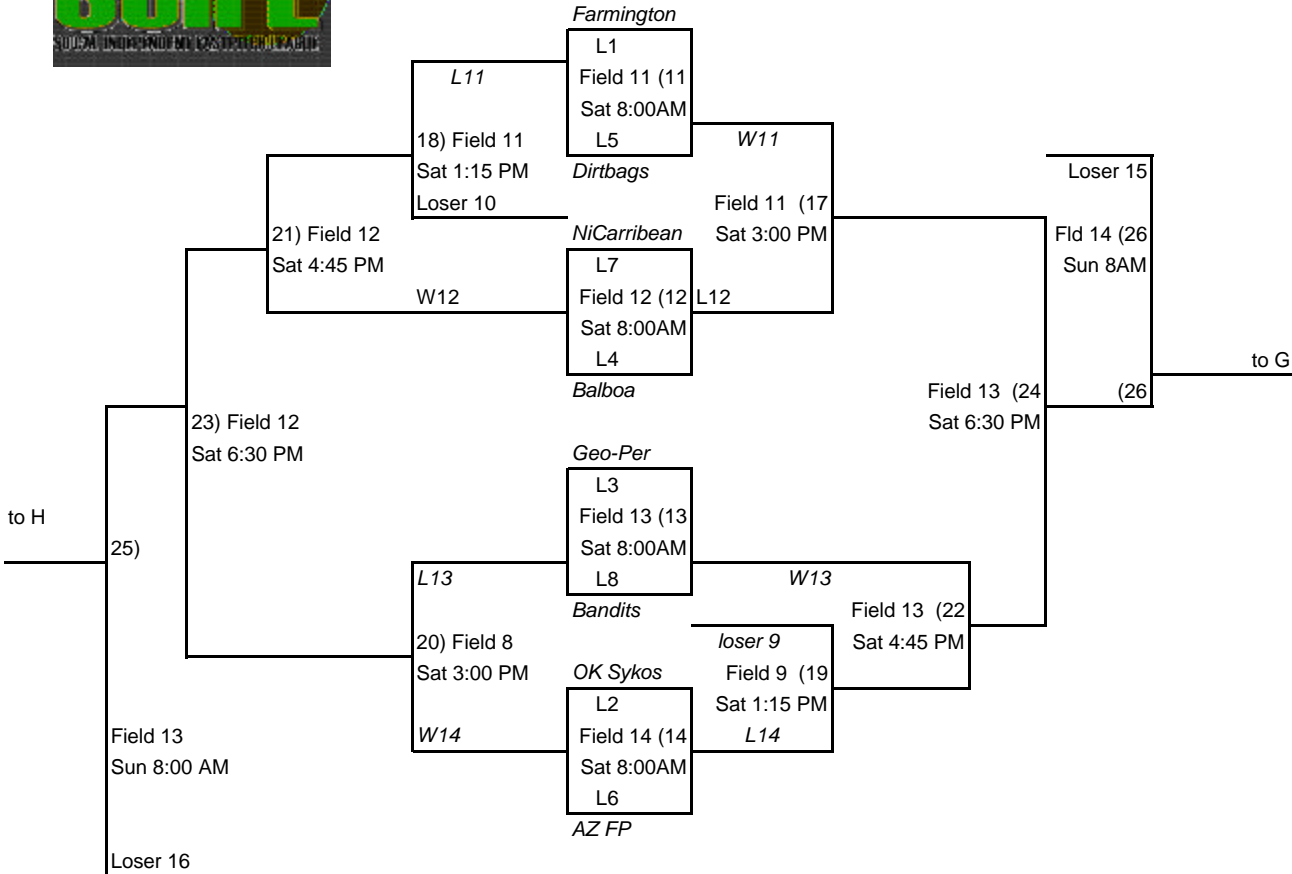 SOUTH INDEPENDENT FASTPITCH LEAGUE
Farmington
L1
L11
Field 11 (11
Sat 8:00AM
18) Field 11
L5
W11
Sat 1:15 PM
Dirtbags
Loser 15
Loser 10
Field 11 (17
21) Field 12
NiCarribean
Sat 3:00 PM
Fld 14 (26
Sat 4:45 PM
L7
Sun 8AM
W12
Field 12 (12
L12
Sat 8:00AM
L4
to G
Balboa
Field 13 (24
(26
23) Field 12
Sat 6:30 PM
Sat 6:30 PM
Geo-Per
L3
to H
Field 13 (13
25)
Sat 8:00AM
L13
L8
W13
Bandits
Field 13 (22
20) Field 8
loser 9
Sat 4:45 PM
Sat 3:00 PM
OK Sykos
Field 9 (19
L2
Sat 1:15 PM
Field 13
W14
Field 14 (14
L14
Sun 8:00 AM
Sat 8:00AM
L6
AZ FP
Loser 16